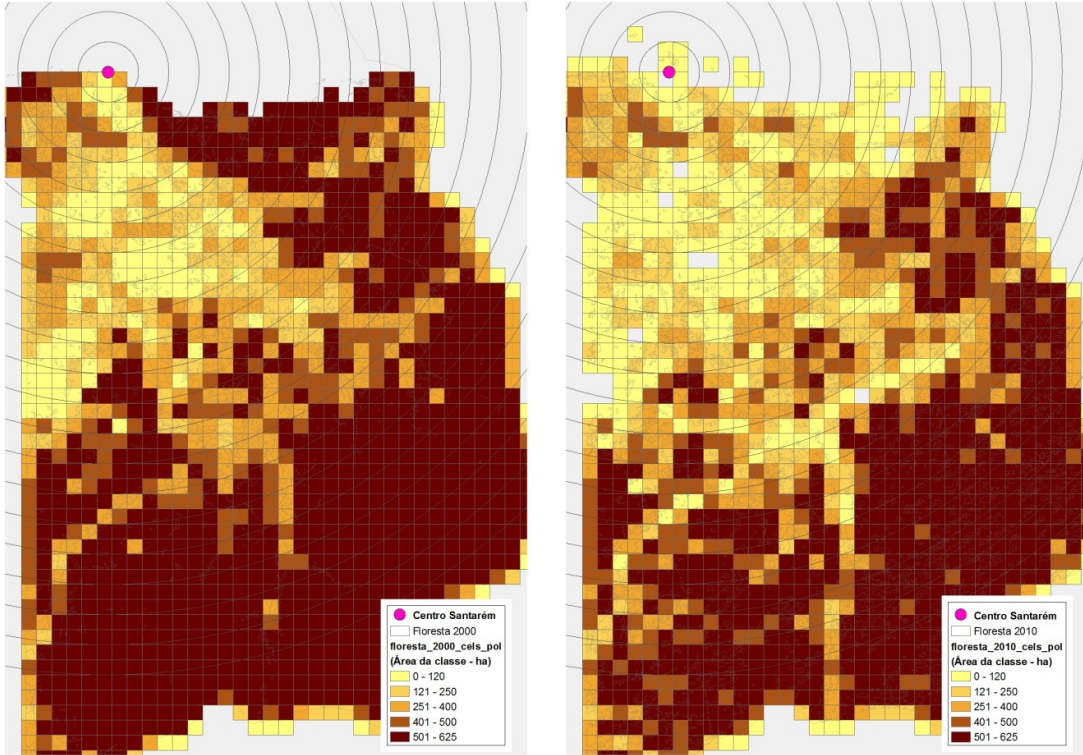 Centro Santarém
Floresta 2000
floresta_2000_cels_pol
(Área da classe - ha)
0 - 120
121 - 250
251 - 400
401 - 500
501 - 625
Centro Santarém
Floresta 2010
floresta_2010_cels_pol
(Área da classe - ha)
0 - 120
121 - 250
251 - 400
401 - 500
501 - 625